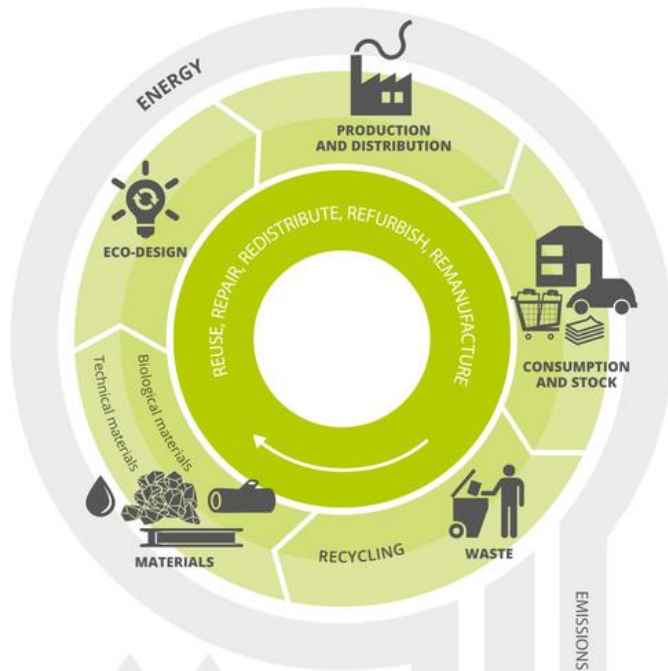 ENERGY
PRODUCTION
AND DISTRIBUTION
ECO-DESIGN
REUSE, REPAIR, REDISTRIBUTE, REFURBISH, REMANUFACTURE
CONSUMPTION
AND STOCK
Technical materials
Biological materials
MATERIALS
RECYCLING
WASTE
EMISSIONS